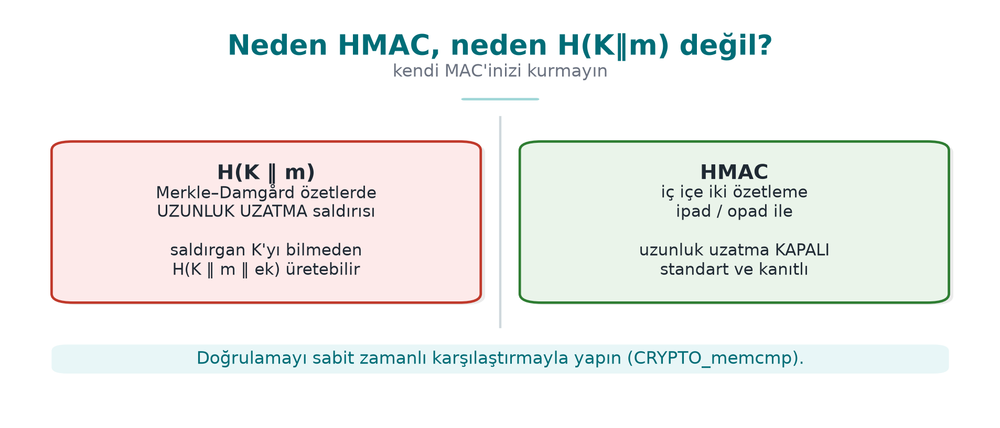 Neden HMAC, neden H(K‖m) değil?
kendi MAC'inizi kurmayın
H(K ‖ m)
Merkle–Damgård özetlerde
UZUNLUK UZATMA saldırısı
saldırgan K'yı bilmeden
H(K ‖ m ‖ ek) üretebilir
HMAC
iç içe iki özetleme
ipad / opad ile
uzunluk uzatma KAPALI
standart ve kanıtlı
Doğrulamayı sabit zamanlı karşılaştırmayla yapın (CRYPTO_memcmp).